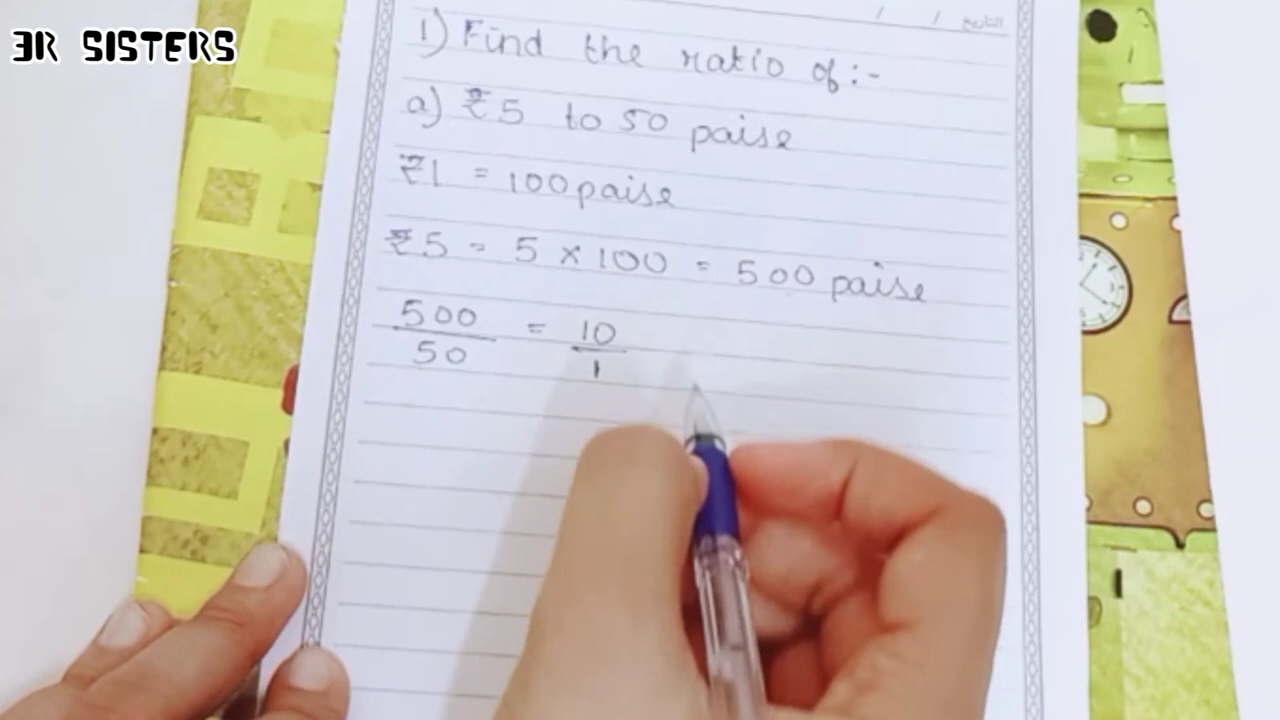 3R SISTERS
/ / التاريخ
1) Find the ratio of :-
a) ₹5 to 50 paise
₹1 = 100 paise
₹5 = 5 × 100 = 500 paise
500/50 = 10/1